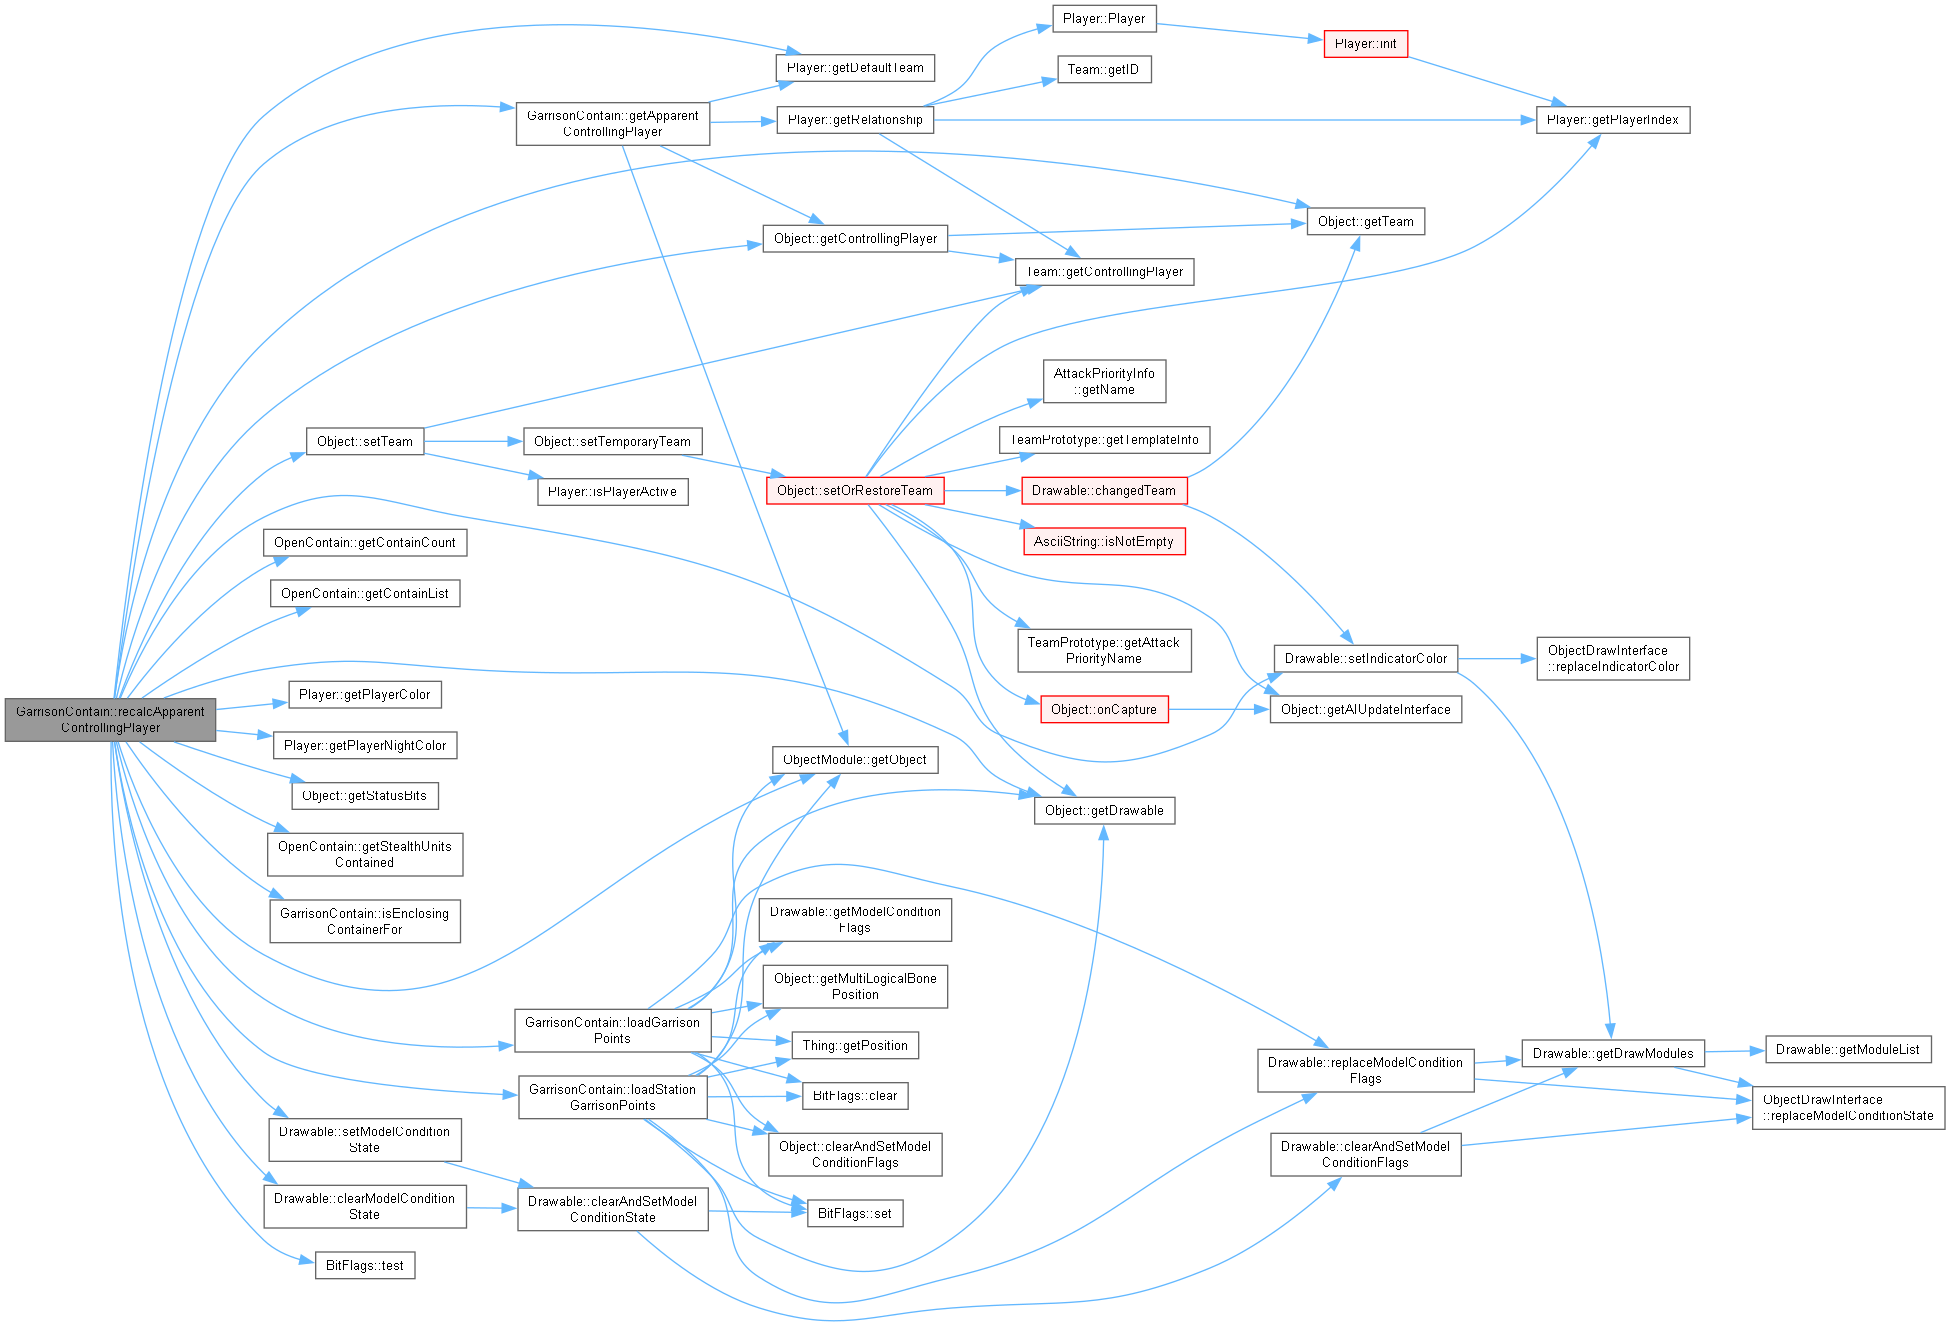 GarrisonContain::recalcApparent
ControllingPlayer
Player::getDefaultTeam
GarrisonContain::getApparent
ControllingPlayer
Player::getRelationship
Player::Player
Player::init
Team::getID
Player::getPlayerIndex
Object::getTeam
Object::getControllingPlayer
Team::getControllingPlayer
AttackPriorityInfo
::getName
Object::setTeam
Object::setTemporaryTeam
TeamPrototype::getTemplateInfo
Player::isPlayerActive
Object::setOrRestoreTeam
Drawable::changedTeam
AsciiString::isNotEmpty
OpenContain::getContainCount
OpenContain::getContainList
TeamPrototype::getAttack
PriorityName
Drawable::setIndicatorColor
ObjectDrawInterface
::replaceIndicatorColor
Player::getPlayerColor
Object::onCapture
Object::getAIUpdateInterface
Player::getPlayerNightColor
ObjectModule::getObject
Object::getStatusBits
Object::getDrawable
OpenContain::getStealthUnits
Contained
GarrisonContain::isEnclosing
ContainerFor
Drawable::getModelCondition
Flags
Object::getMultiLogicalBone
Position
GarrisonContain::loadGarrison
Points
Thing::getPosition
GarrisonContain::loadStation
GarrisonPoints
BitFlags::clear
Drawable::replaceModelCondition
Flags
Drawable::getDrawModules
Drawable::getModuleList
ObjectDrawInterface
::replaceModelConditionState
Drawable::setModelCondition
State
Object::clearAndSetModel
ConditionFlags
Drawable::clearAndSetModel
ConditionFlags
Drawable::clearModelCondition
State
Drawable::clearAndSetModel
ConditionState
BitFlags::set
BitFlags::test